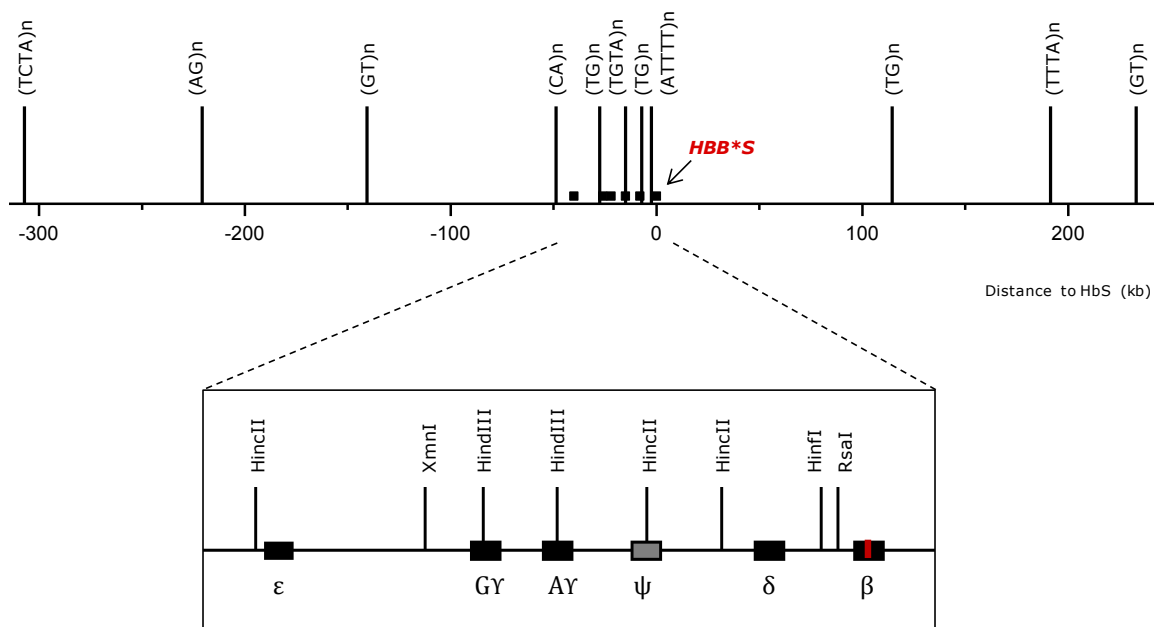 (TCTA)n
(AG)n
(GT)n
(CA)n
(TG)n
(TGTA)n
(TG)n
(ATTTT)n
(TG)n
(TTTA)n
(GT)n
HBB*S
-300
-200
-100
0
100
200
Distance to HbS (kb)
HincII
XmnI
HindIII
HindIII
HincII
HincII
HinfI
RsaI
ε
Gϒ
Aϒ
ψ
δ
β